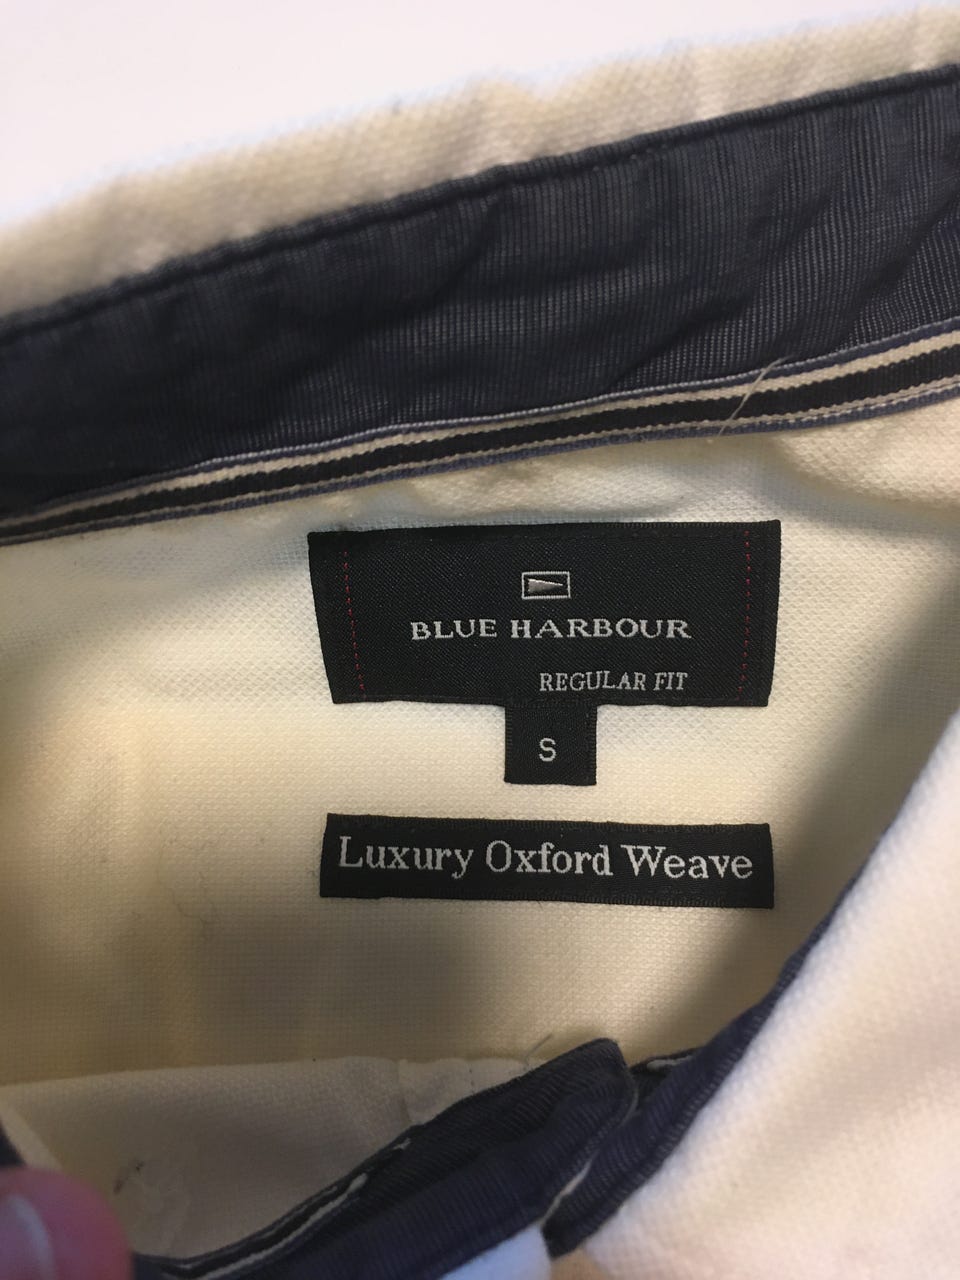 BLUE HARBOUR
REGULAR FIT
S
Luxury Oxford Weave